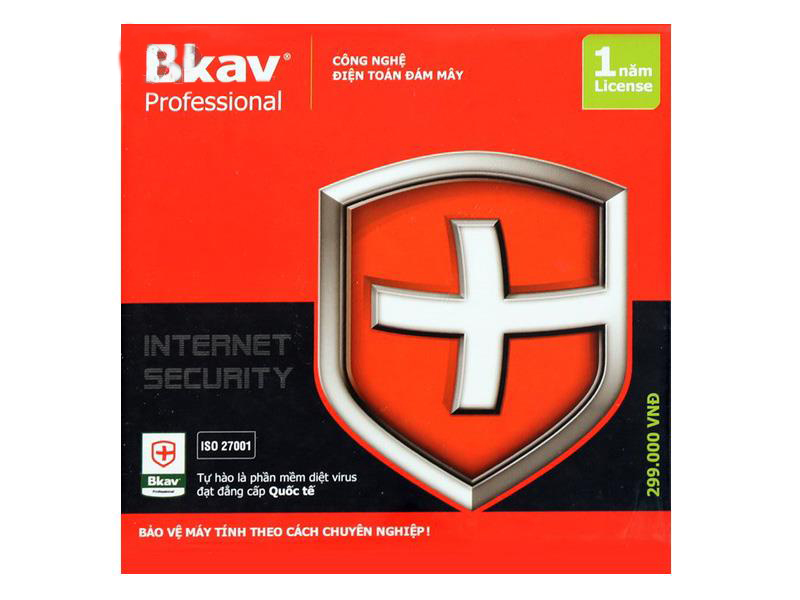 Bkav®
Professional
CÔNG NGHỆ
ĐIỆN TOÁN ĐÁM MÂY
1 năm
License
INTERNET
SECURITY
299.000 VNĐ
ISO 27001
Bkav
Professional
Tự hào là phần mềm diệt virus
đạt đẳng cấp Quốc tế
BẢO VỆ MÁY TÍNH THEO CÁCH CHUYÊN NGHIỆP!